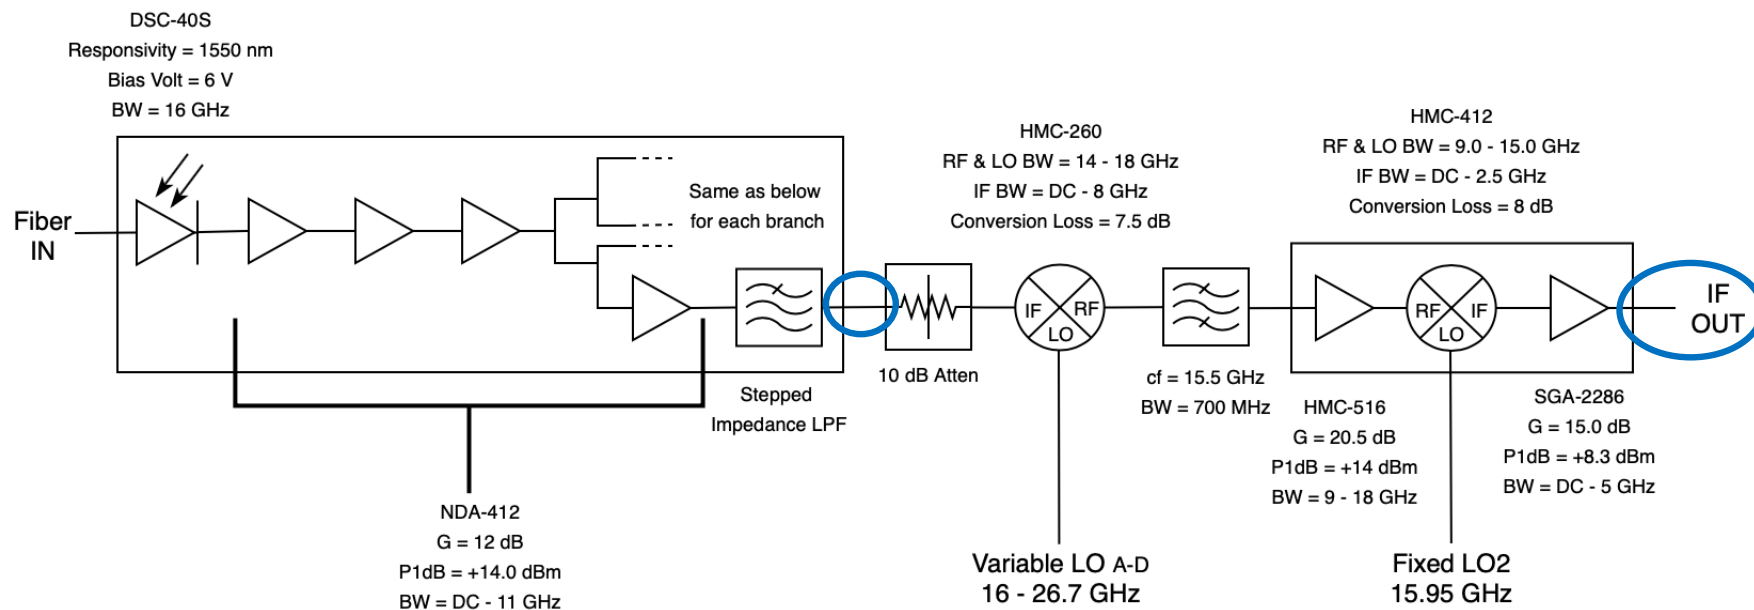 DSC-40S
Responsivity = 1550 nm
Bias Volt = 6 V
BW = 16 GHz
Fiber
IN
Same as below
for each branch
Stepped
Impedance LPF
NDA-412
G = 12 dB
P1dB = +14.0 dBm
BW = DC - 11 GHz
10 dB Atten
HMC-260
RF & LO BW = 14 - 18 GHz
IF BW = DC - 8 GHz
Conversion Loss = 7.5 dB
IF
RF
LO
Variable LO A-D
16 - 26.7 GHz
cf = 15.5 GHz
BW = 700 MHz
HMC-412
RF & LO BW = 9.0 - 15.0 GHz
IF BW = DC - 2.5 GHz
Conversion Loss = 8 dB
RF
IF
LO
HMC-516
G = 20.5 dB
P1dB = +14 dBm
BW = 9 - 18 GHz
Fixed LO2
15.95 GHz
SGA-2286
G = 15.0 dB
P1dB = +8.3 dBm
BW = DC - 5 GHz
IF
OUT